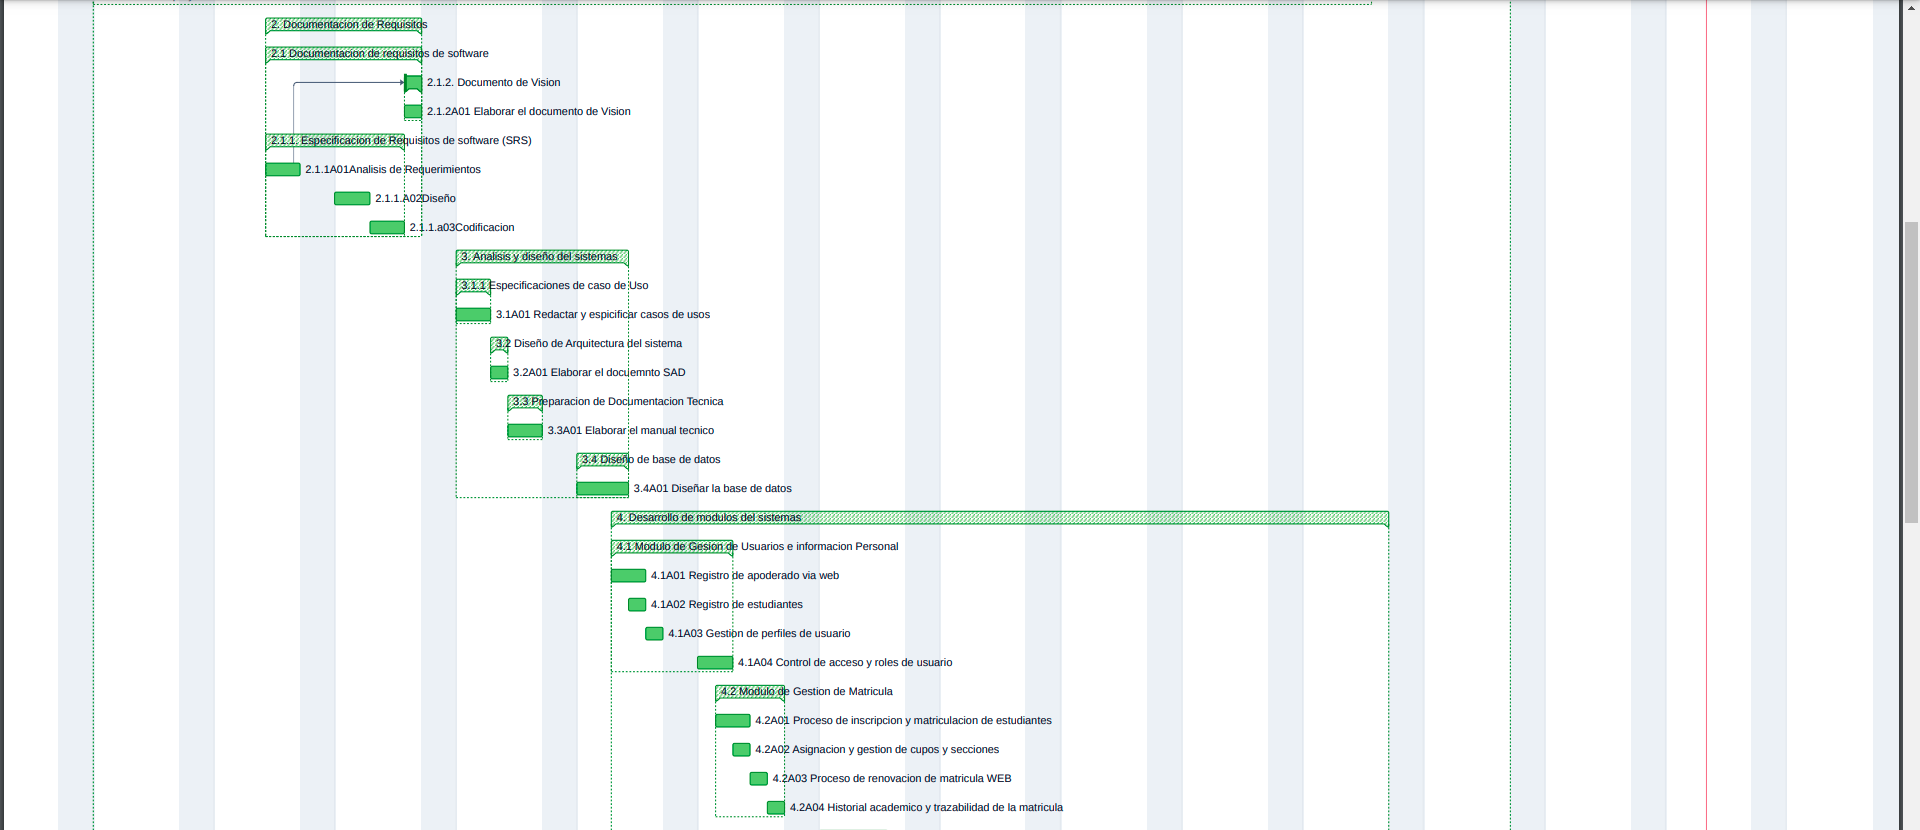 2. Documentacion de Requisitos
2.1 Documentacion de requisitos de software
2.1.2. Documento de Vision
2.1.2A01 Elaborar el documento de Vision
2.1.1. Especificacion de Requisitos de software (SRS)
2.1.1A01Analisis de Requerimientos
2.1.1.A02Diseño
2.1.1.a03Codificacion
3. Analisis y diseño del sistemas
3.1.1 Especificaciones de caso de Uso
3.1A01 Redactar y espicificar casos de usos
3.2 Diseño de Arquitectura del sistema
3.2A01 Elaborar el docuemnto SAD
3.3 Preparacion de Documentacion Tecnica
3.3A01 Elaborar el manual tecnico
3.4 Diseño de base de datos
3.4A01 Diseñar la base de datos
4. Desarrollo de modulos del sistemas
4.1 Modulo de Gesion de Usuarios e informacion Personal
4.1A01 Registro de apoderado via web
4.1A02 Registro de estudiantes
4.1A03 Gestion de perfiles de usuario
4.1A04 Control de acceso y roles de usuario
4.2 Modulo de Gestion de Matricula
4.2A01 Proceso de inscripcion y matriculacion de estudiantes
4.2A02 Asignacion y gestion de cupos y secciones
4.2A03 Proceso de renovacion de matricula WEB
4.2A04 Historial academico y trazabilidad de la matricula